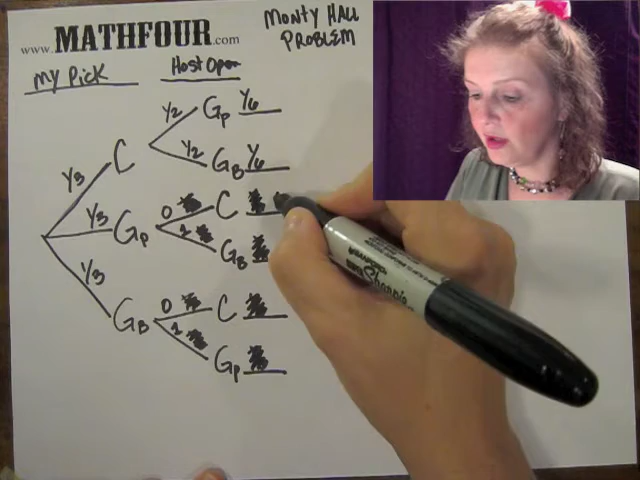 www.MATHFOUR.com
MONTY HALL
PROBLEM
My Pick
Host Open
1/2 Gp 1/6
C
1/3
1/2 GB 1/6
0 C
1/3 Gp
1 GB
1/3
0 C
GB
1 Gp
Sharpie